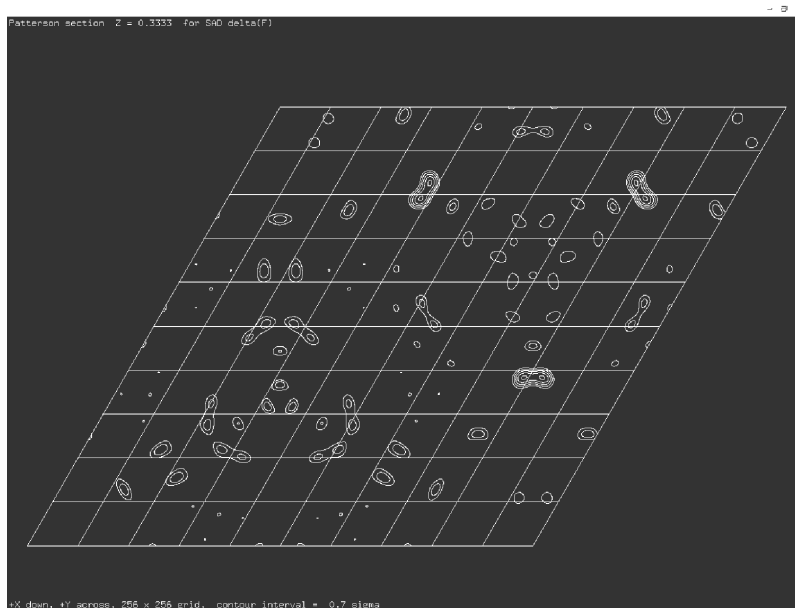 Patterson section  Z = 0.3333  for SAD delta(F)
+X down, +Y across, 256 x 256 grid,  contour interval =  0.7 sigma